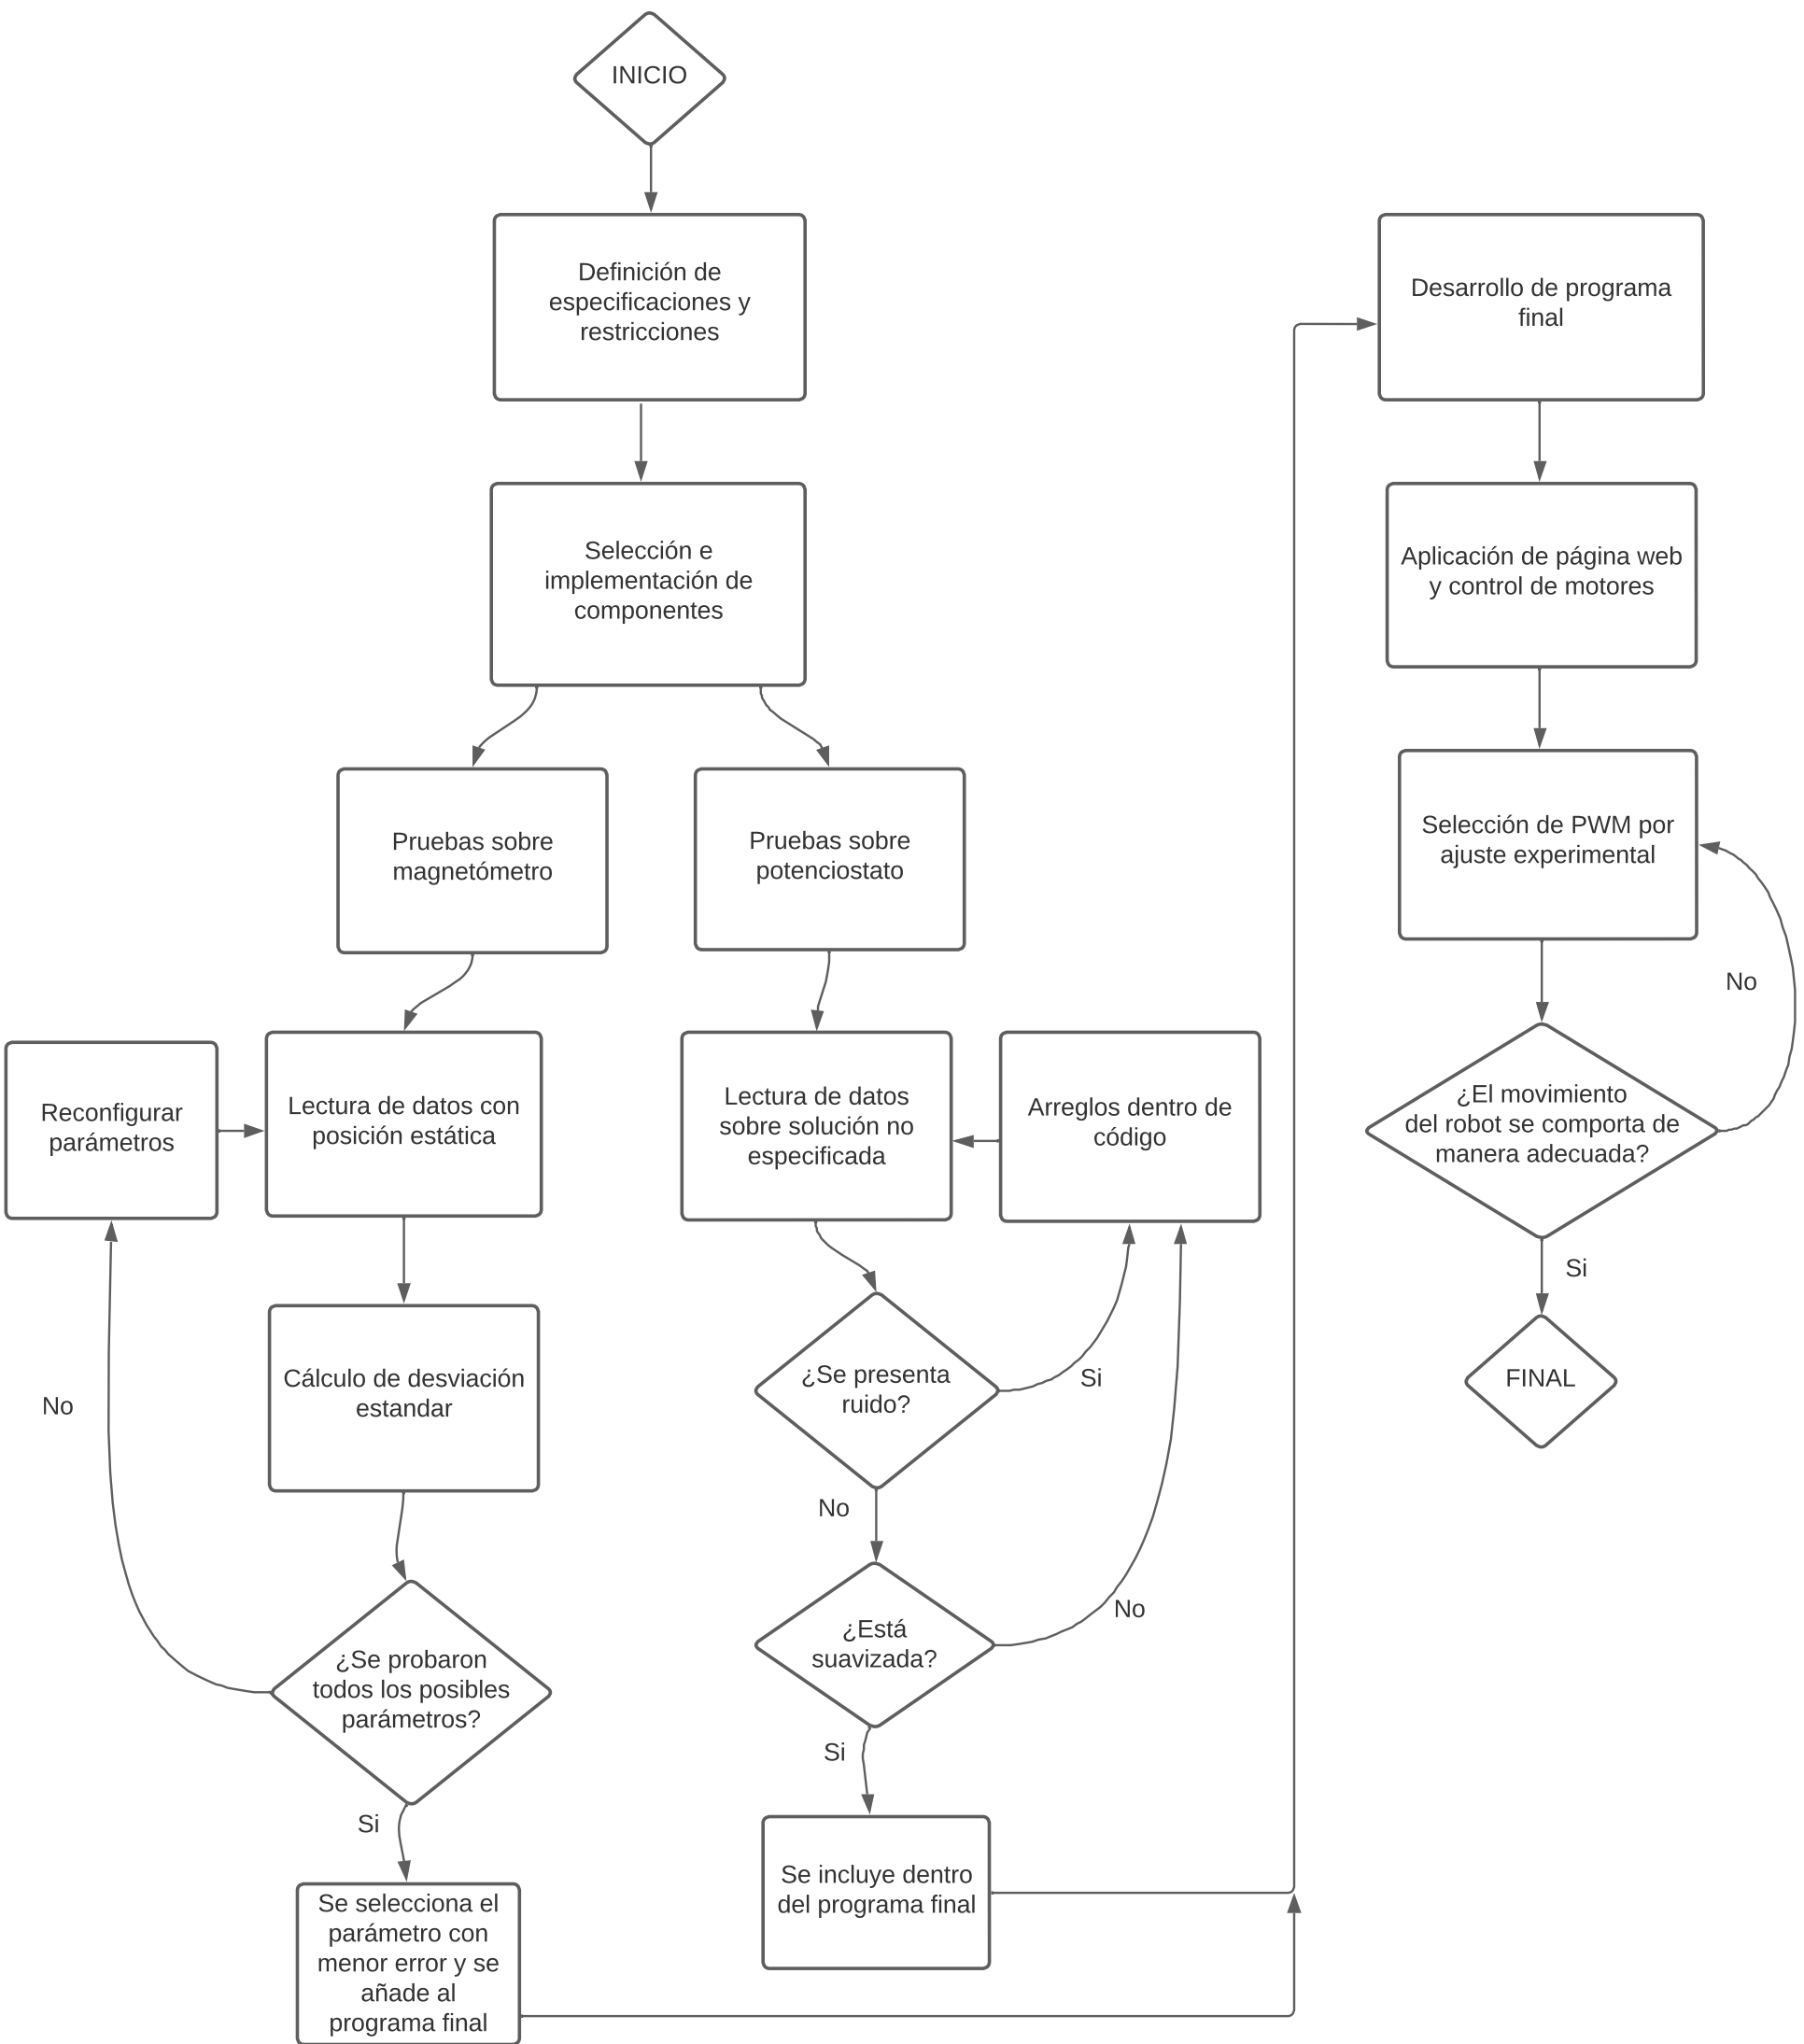 INICIO
Definición de
especificaciones y
restricciones
Selección e
implementación de
componentes
Pruebas sobre
magnetómetro
Pruebas sobre
potenciostato
Reconfigurar
parámetros
Lectura de datos con
posición estática
Lectura de datos
sobre solución no
especificada
Arreglos dentro de
código
Cálculo de desviación
estandar
No
¿Se presenta
ruido?
Si
No
¿Se probaron
todos los posibles
parámetros?
¿Está
suavizada?
No
Si
Si
Se selecciona el
parámetro con
menor error y se
añade al
programa final
Se incluye dentro
del programa final
Desarrollo de programa
final
Aplicación de página web
y control de motores
Selección de PWM por
ajuste experimental
No
¿El movimiento
del robot se comporta de
manera adecuada?
Si
FINAL